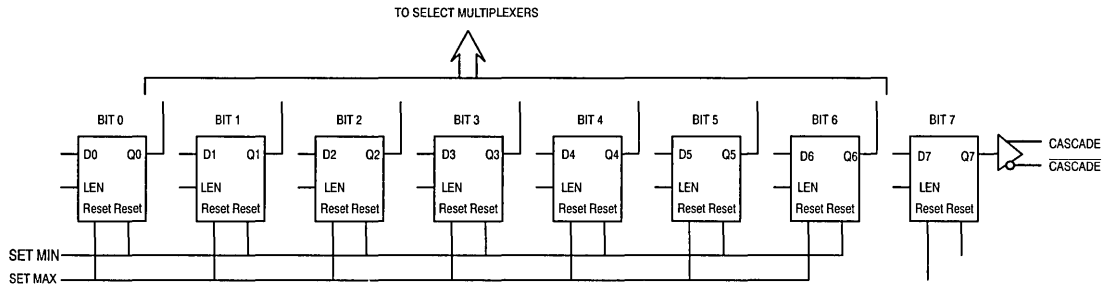 TO SELECT MULTIPLEXERS
BIT 0 BIT 1 BIT 2 BIT 3 BIT 4 BIT 5 BIT 6 BIT 7
D0 Q0 D1 Q1 D2 Q2 D3 Q3 D4 Q4 D5 Q5 D6 Q6 D7 Q7 CASCADE
CASCADE
LEN LEN LEN LEN LEN LEN LEN LEN
Reset Reset Reset Reset Reset Reset Reset Reset Reset Reset Reset Reset Reset Reset Reset Reset
SET MIN
SET MAX